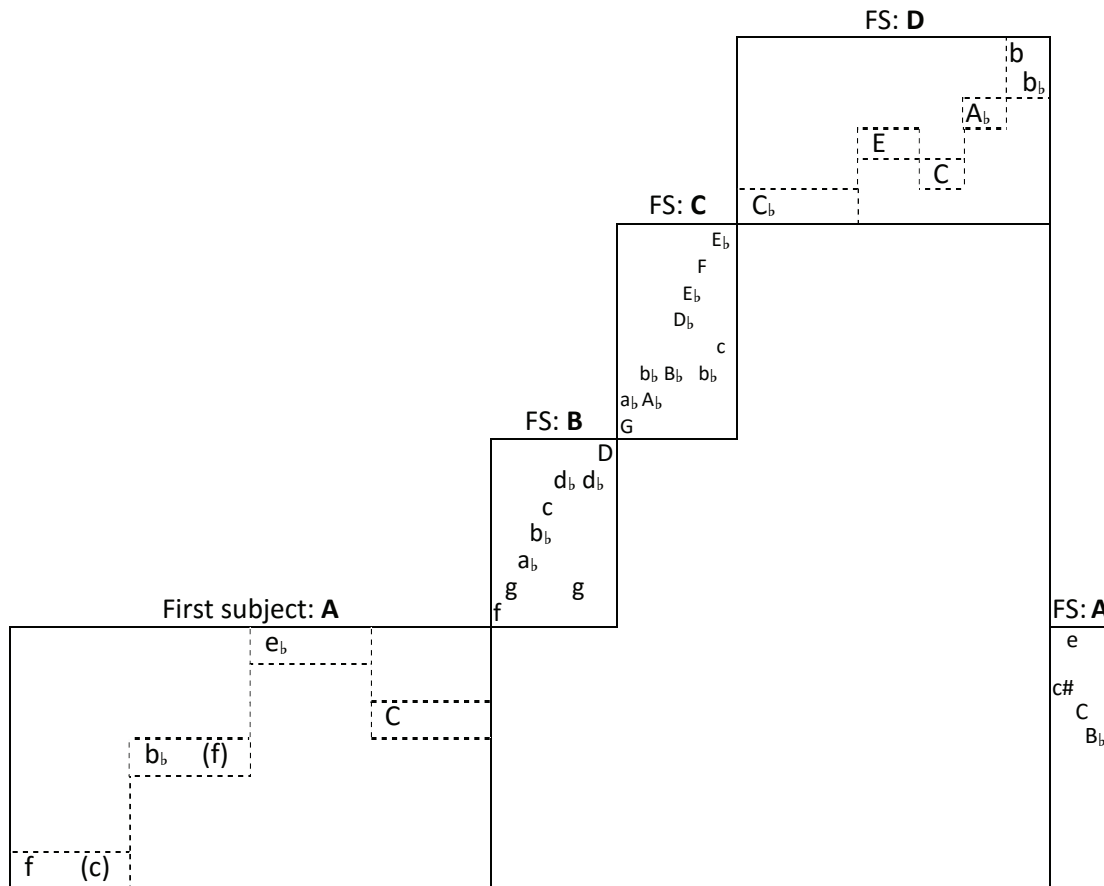 FS: D
b
b♭
A♭
E
C
C♭
FS: C
E♭
F
E♭
D♭
c
b♭ B♭ b♭
a♭ A♭
G
FS: B
D
d♭ d♭
c
b♭
a♭
g g
f
First subject: A
e♭
C
b♭ (f)
f (c)
FS: A
e
c#
C
B♭